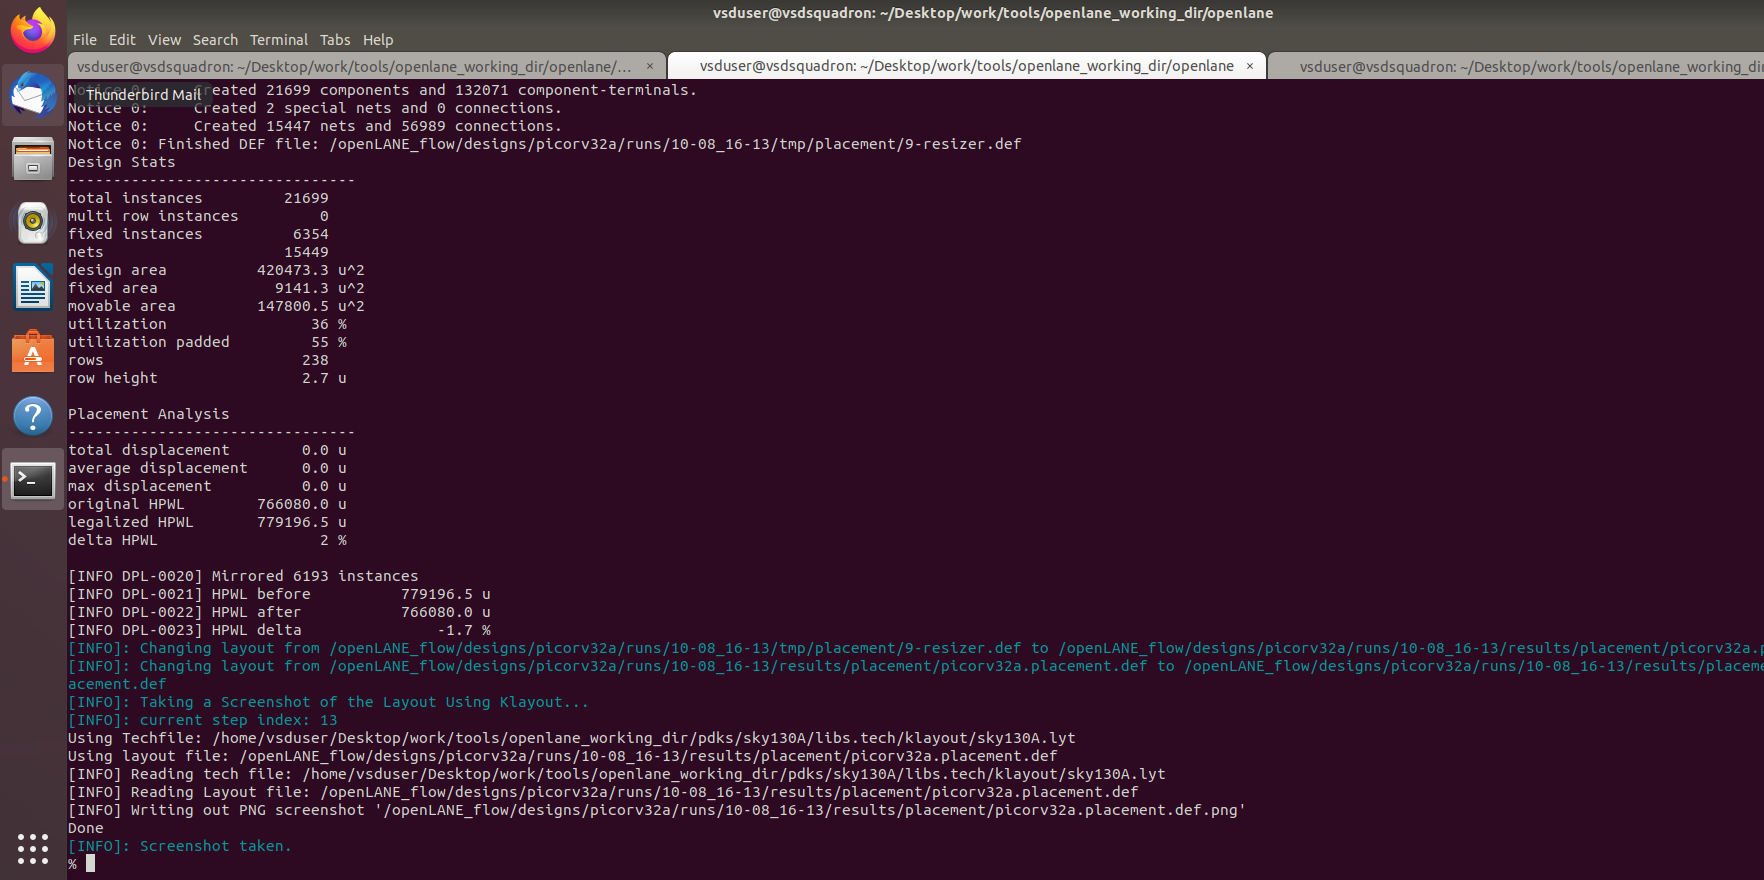 vsduser@vsdsquadron: ~/Desktop/work/tools/openlane_working_dir/openlane
File Edit View Search Terminal Tabs Help
vsduser@vsdsquadron: ~/Desktop/work/tools/openlane_working_dir/openlane/... × vsduser@vsdsquadron: ~/Desktop/work/tools/openlane_working_dir/openlane × vsduser@vsdsquadron: ~/Desktop/work/tools/openlane_working_dir
Thunderbird Mail
created 21699 components and 132071 component-terminals.
Notice 0:     Created 2 special nets and 0 connections.
Notice 0:     Created 15447 nets and 56989 connections.
Notice 0: Finished DEF file: /openLANE_flow/designs/picorv32a/runs/10-08_16-13/tmp/placement/9-resizer.def
Design Stats
--------------------------------
total instances         21699
multi row instances         0
fixed instances          6354
nets                    15449
design area          420473.3 u^2
fixed area             9141.3 u^2
movable area         147800.5 u^2
utilization                36 %
utilization padded         55 %
rows                      238
row height                2.7 u
Placement Analysis
--------------------------------
total displacement        0.0 u
average displacement      0.0 u
max displacement          0.0 u
original HPWL        766080.0 u
legalized HPWL       779196.5 u
delta HPWL                  2 %
[INFO DPL-0020] Mirrored 6193 instances
[INFO DPL-0021] HPWL before          779196.5 u
[INFO DPL-0022] HPWL after           766080.0 u
[INFO DPL-0023] HPWL delta               -1.7 %
[INFO]: Changing layout from /openLANE_flow/designs/picorv32a/runs/10-08_16-13/tmp/placement/9-resizer.def to /openLANE_flow/designs/picorv32a/runs/10-08_16-13/results/placement/picorv32a.p
[INFO]: Changing layout from /openLANE_flow/designs/picorv32a/runs/10-08_16-13/results/placement/picorv32a.placement.def to /openLANE_flow/designs/picorv32a/runs/10-08_16-13/results/placeme
acement.def
[INFO]: Taking a Screenshot of the Layout Using Klayout...
[INFO]: current step index: 13
Using Techfile: /home/vsduser/Desktop/work/tools/openlane_working_dir/pdks/sky130A/libs.tech/klayout/sky130A.lyt
Using layout file: /openLANE_flow/designs/picorv32a/runs/10-08_16-13/results/placement/picorv32a.placement.def
[INFO] Reading tech file: /home/vsduser/Desktop/work/tools/openlane_working_dir/pdks/sky130A/libs.tech/klayout/sky130A.lyt
[INFO] Reading Layout file: /openLANE_flow/designs/picorv32a/runs/10-08_16-13/results/placement/picorv32a.placement.def
[INFO] Writing out PNG screenshot '/openLANE_flow/designs/picorv32a/runs/10-08_16-13/results/placement/picorv32a.placement.def.png'
Done
[INFO]: Screenshot taken.
%